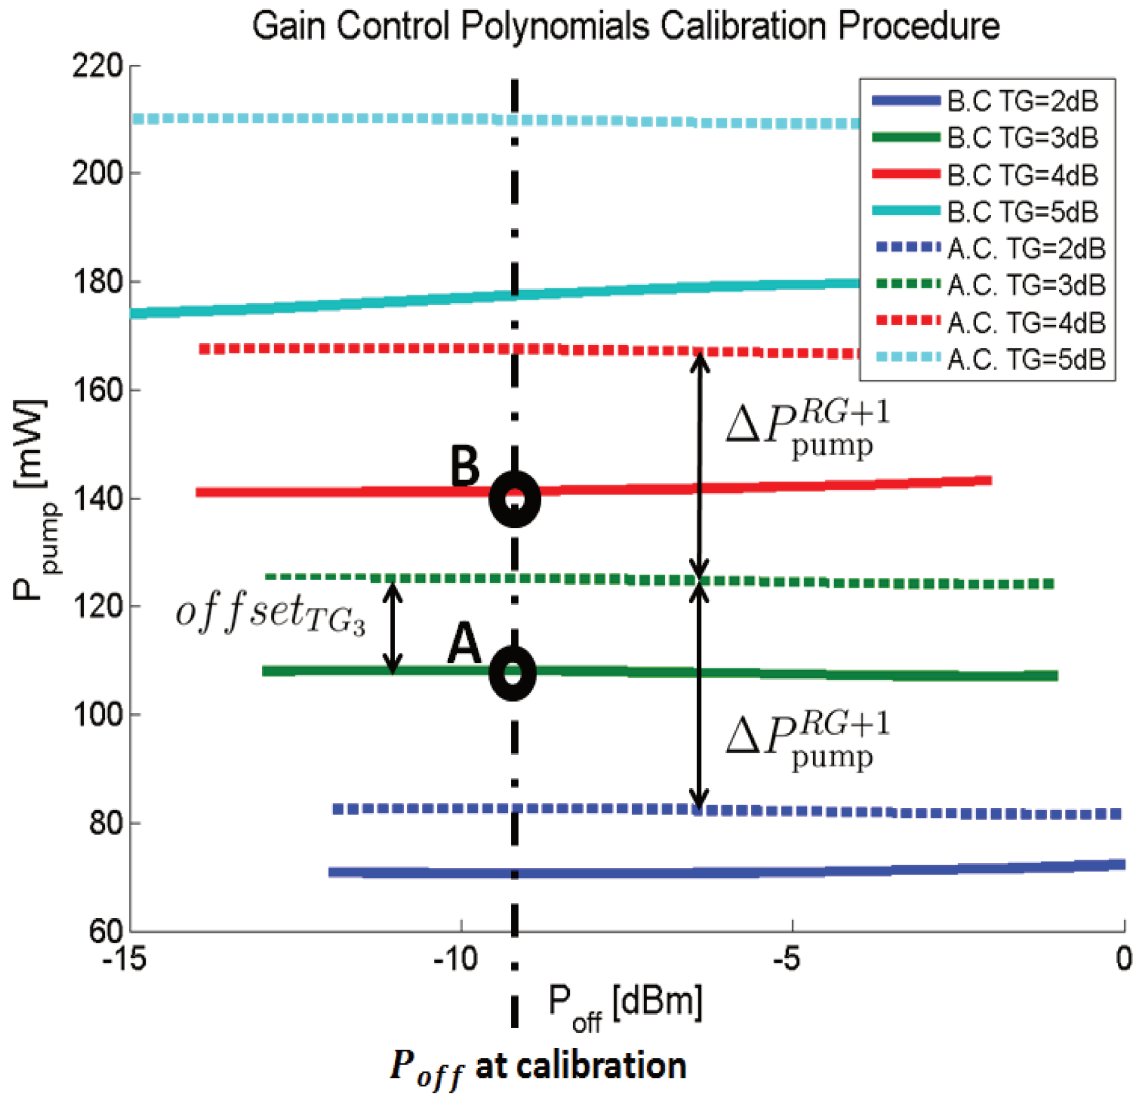 Gain Control Polynomials Calibration Procedure
220
200
180
160
140
120
100
80
60
P_pump [mW]
B.C TG=2dB
B.C TG=3dB
B.C TG=4dB
B.C TG=5dB
A.C. TG=2dB
A.C. TG=3dB
A.C. TG=4dB
A.C. TG=5dB
ΔP_pump^RG+1
B
offset_TG_3
A
ΔP_pump^RG+1
-15
-10
-5
0
P_off [dBm]
P_off at calibration